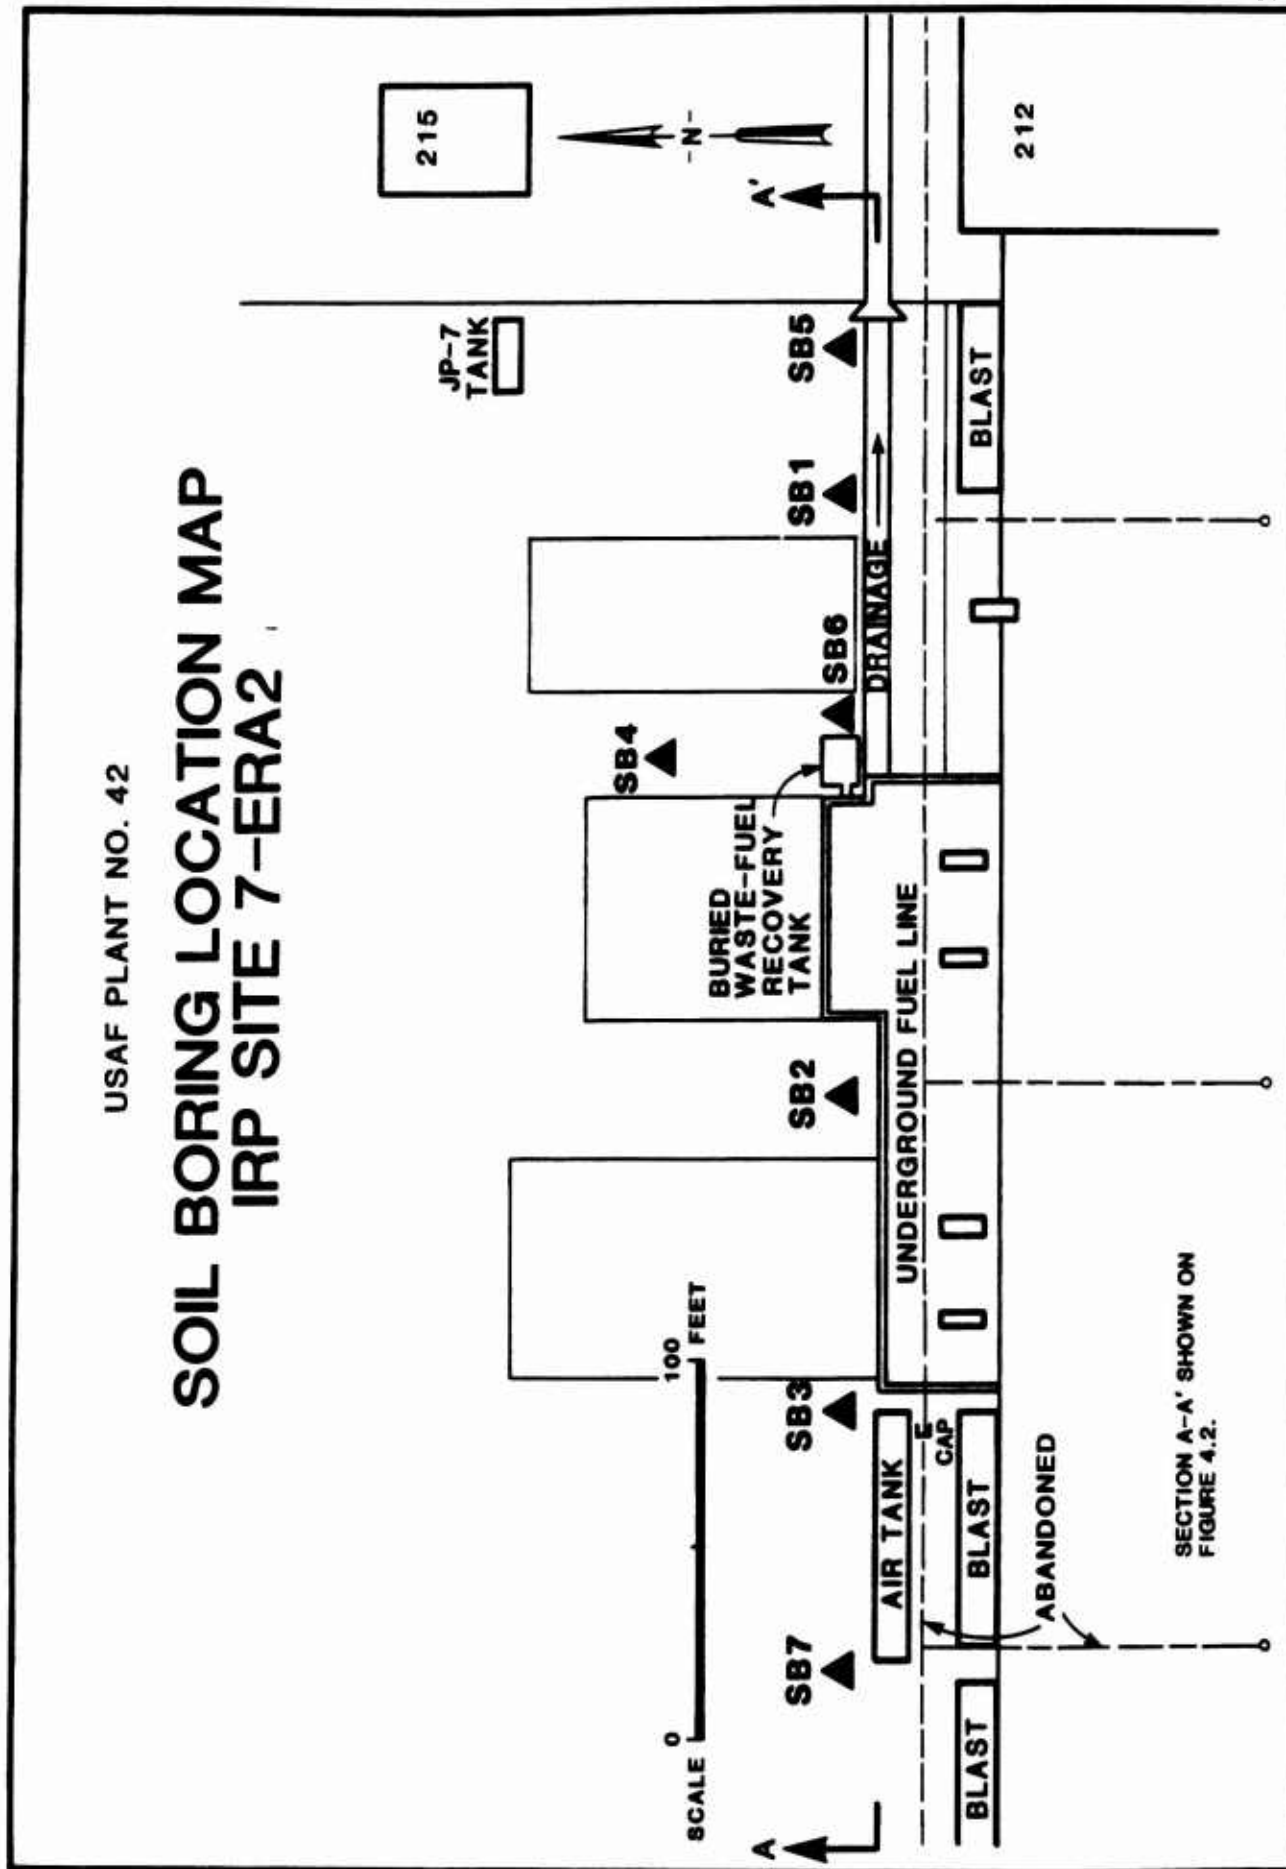 USAF PLANT NO. 42
SOIL BORING LOCATION MAP
IRP SITE 7-ERA2
215
-N-
A'
212
JP-7
TANK
SB5
SB1
SB6
SB4
DRAINAGE
BLAST
BURIED
WASTE-FUEL
RECOVERY
TANK
SB2
UNDERGROUND FUEL LINE
SB3
SB7
SCALE
0
100
FEET
AIR TANK
E
CAP
BLAST
BLAST
ABANDONED
A
SECTION A-A' SHOWN ON
FIGURE 4.2.